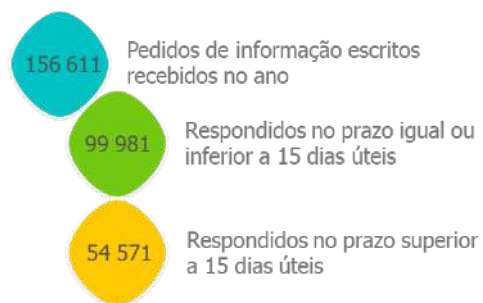 156 611
Pedidos de informação escritos
recebidos no ano
99 981
Respondidos no prazo igual ou
inferior a 15 dias úteis
54 571
Respondidos no prazo superior
a 15 dias úteis